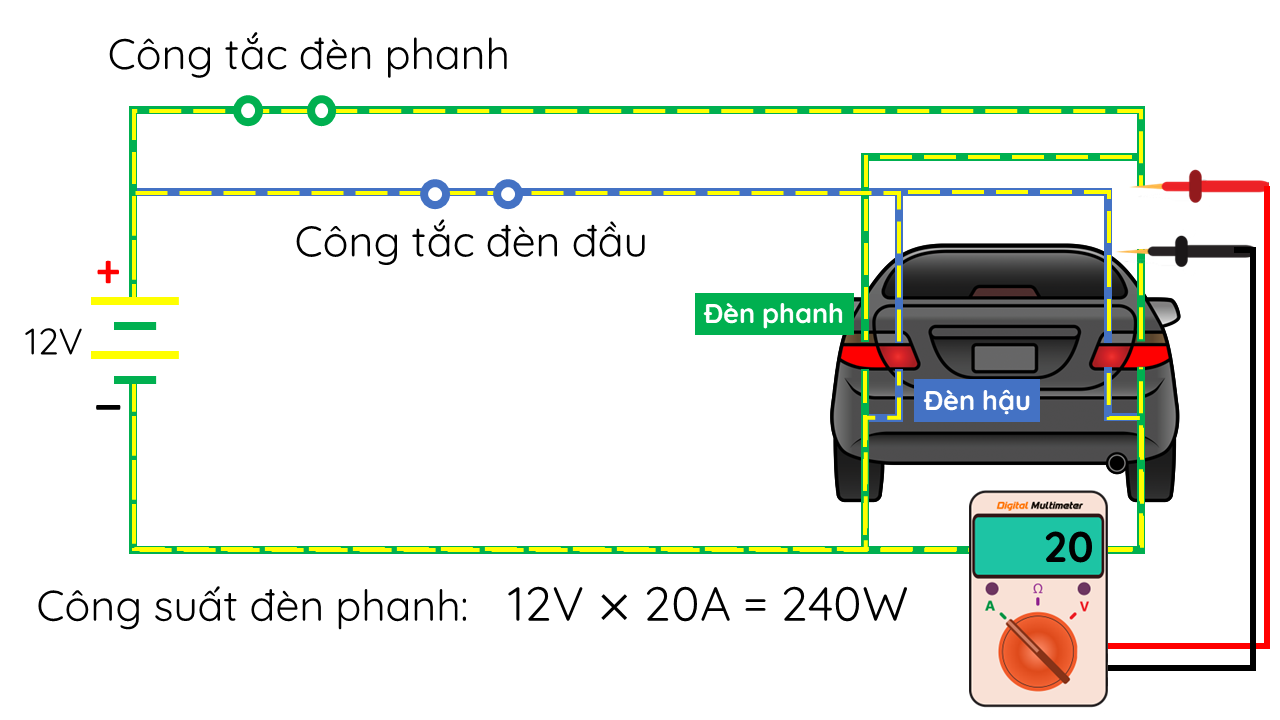 Công tắc đèn phanh
Công tắc đèn đầu
+
12V
−
Đèn phanh
Đèn hậu
Digital Multimeter
20
Ω
A
V
Công suất đèn phanh: 12V × 20A = 240W